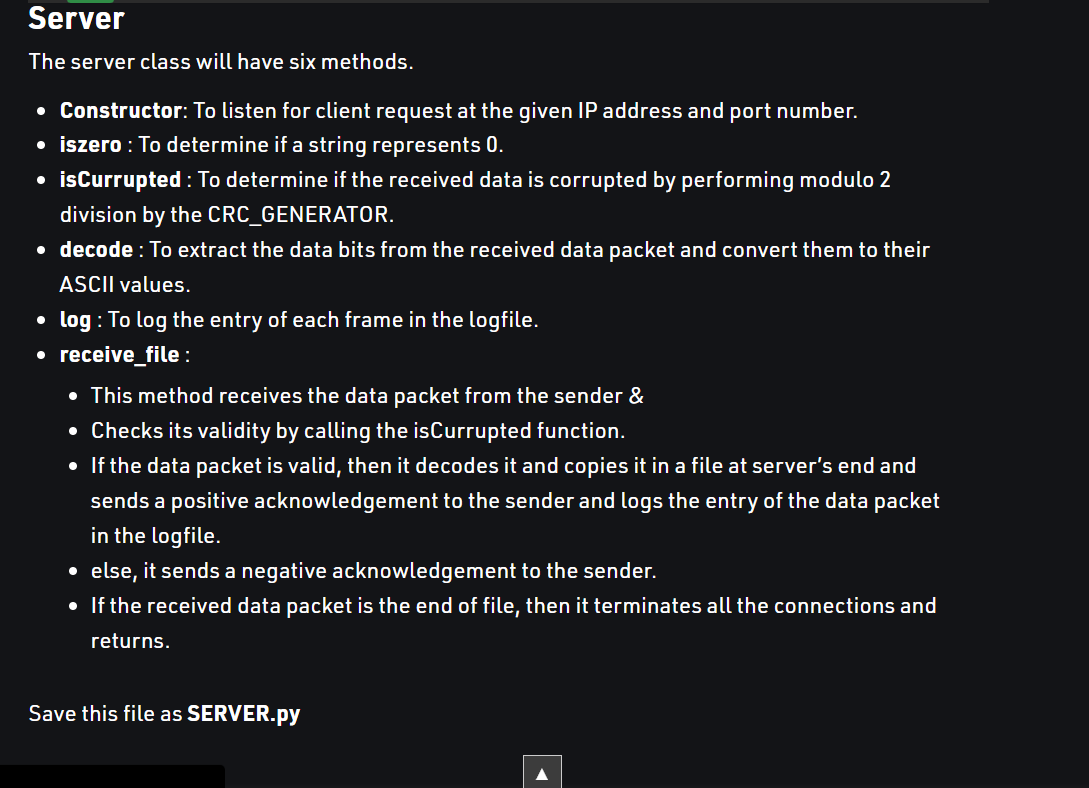 Server
The server class will have six methods.
Constructor: To listen for client request at the given IP address and port number.
iszero : To determine if a string represents 0.
isCurrupted : To determine if the received data is corrupted by performing modulo 2
division by the CRC_GENERATOR.
decode : To extract the data bits from the received data packet and convert them to their
ASCII values.
log : To log the entry of each frame in the logfile.
receive_file :
This method receives the data packet from the sender &
Checks its validity by calling the isCurrupted function.
If the data packet is valid, then it decodes it and copies it in a file at server's end and
sends a positive acknowledgement to the sender and logs the entry of the data packet
in the logfile.
else, it sends a negative acknowledgement to the sender.
If the received data packet is the end of file, then it terminates all the connections and
returns.
Save this file as SERVER.py